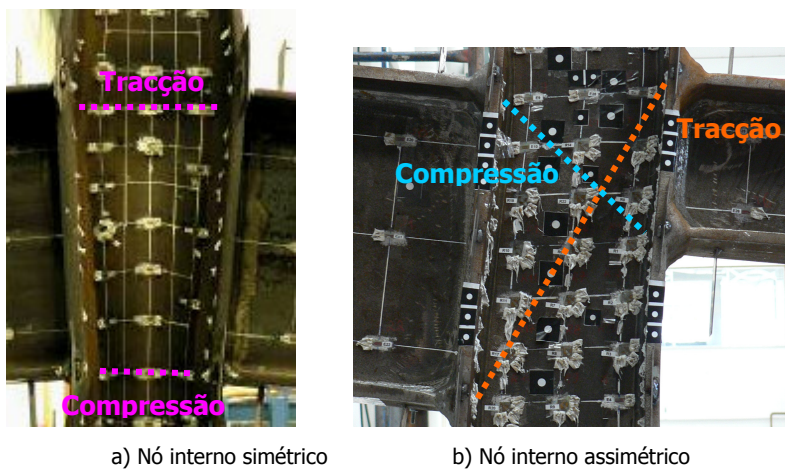 Tracção
Compressão
Compressão
Tracção
a) Nó interno simétrico
b) Nó interno assimétrico